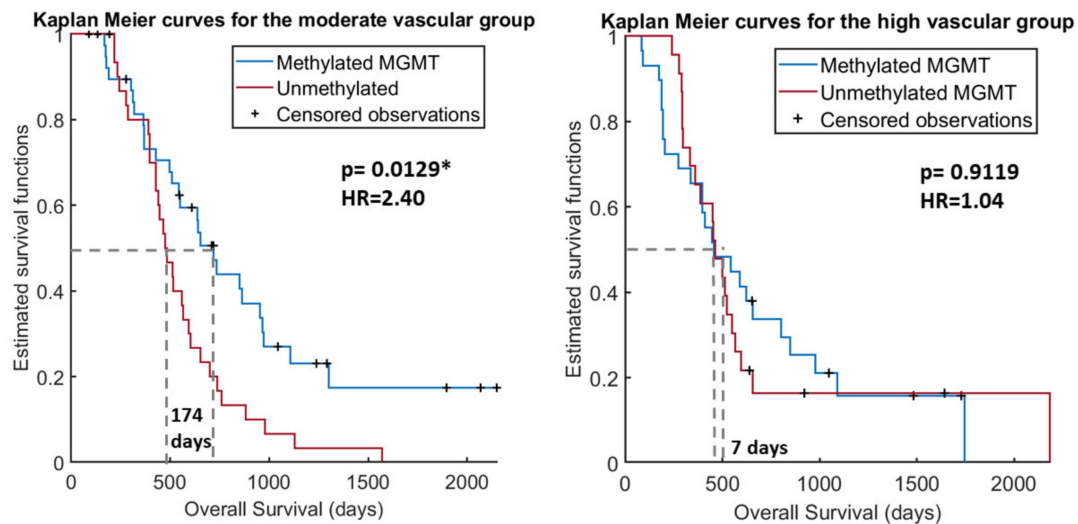 Kaplan Meier curves for the moderate vascular group
Methylated MGMT
Unmethylated
Censored observations
p= 0.0129*
HR=2.40
174
days
1
0.8
0.6
0.4
0.2
0
0
500
1000
1500
2000
Estimated survival functions
Overall Survival (days)
Kaplan Meier curves for the high vascular group
Methylated MGMT
Unmethylated MGMT
Censored observations
p= 0.9119
HR=1.04
7 days
1
0.8
0.6
0.4
0.2
0
0
500
1000
1500
2000
Estimated survival functions
Overall Survival (days)